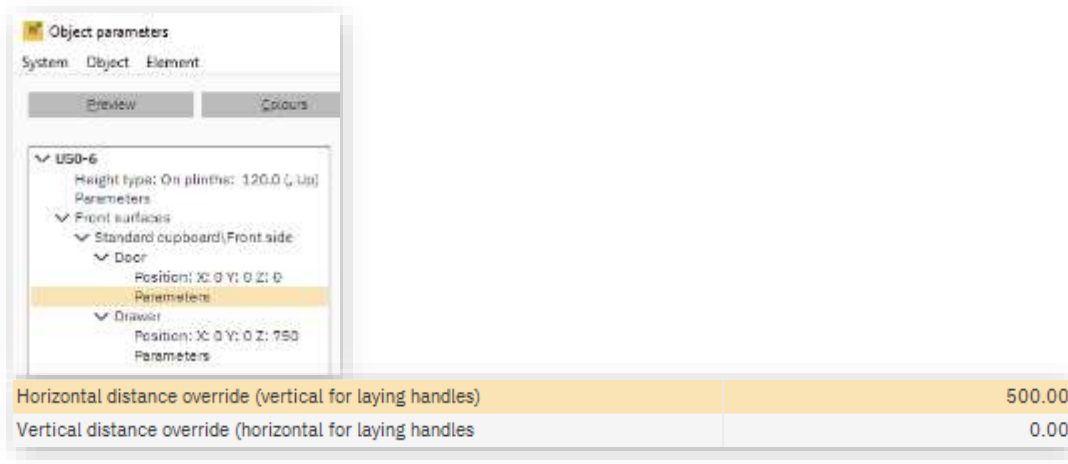 Object parameters
System Object Element
Preview Colours
U50-6
Height type: On plinths: 120.0 (, Up)
Parameters
Front surfaces
Standard cupboard\Front side
Door
Position: X: 0 Y: 0 Z: 0
Parameters
Drawer
Position: X: 0 Y: 0 Z: 750
Parameters
Horizontal distance override (vertical for laying handles) 500.00
Vertical distance override (horizontal for laying handles 0.00